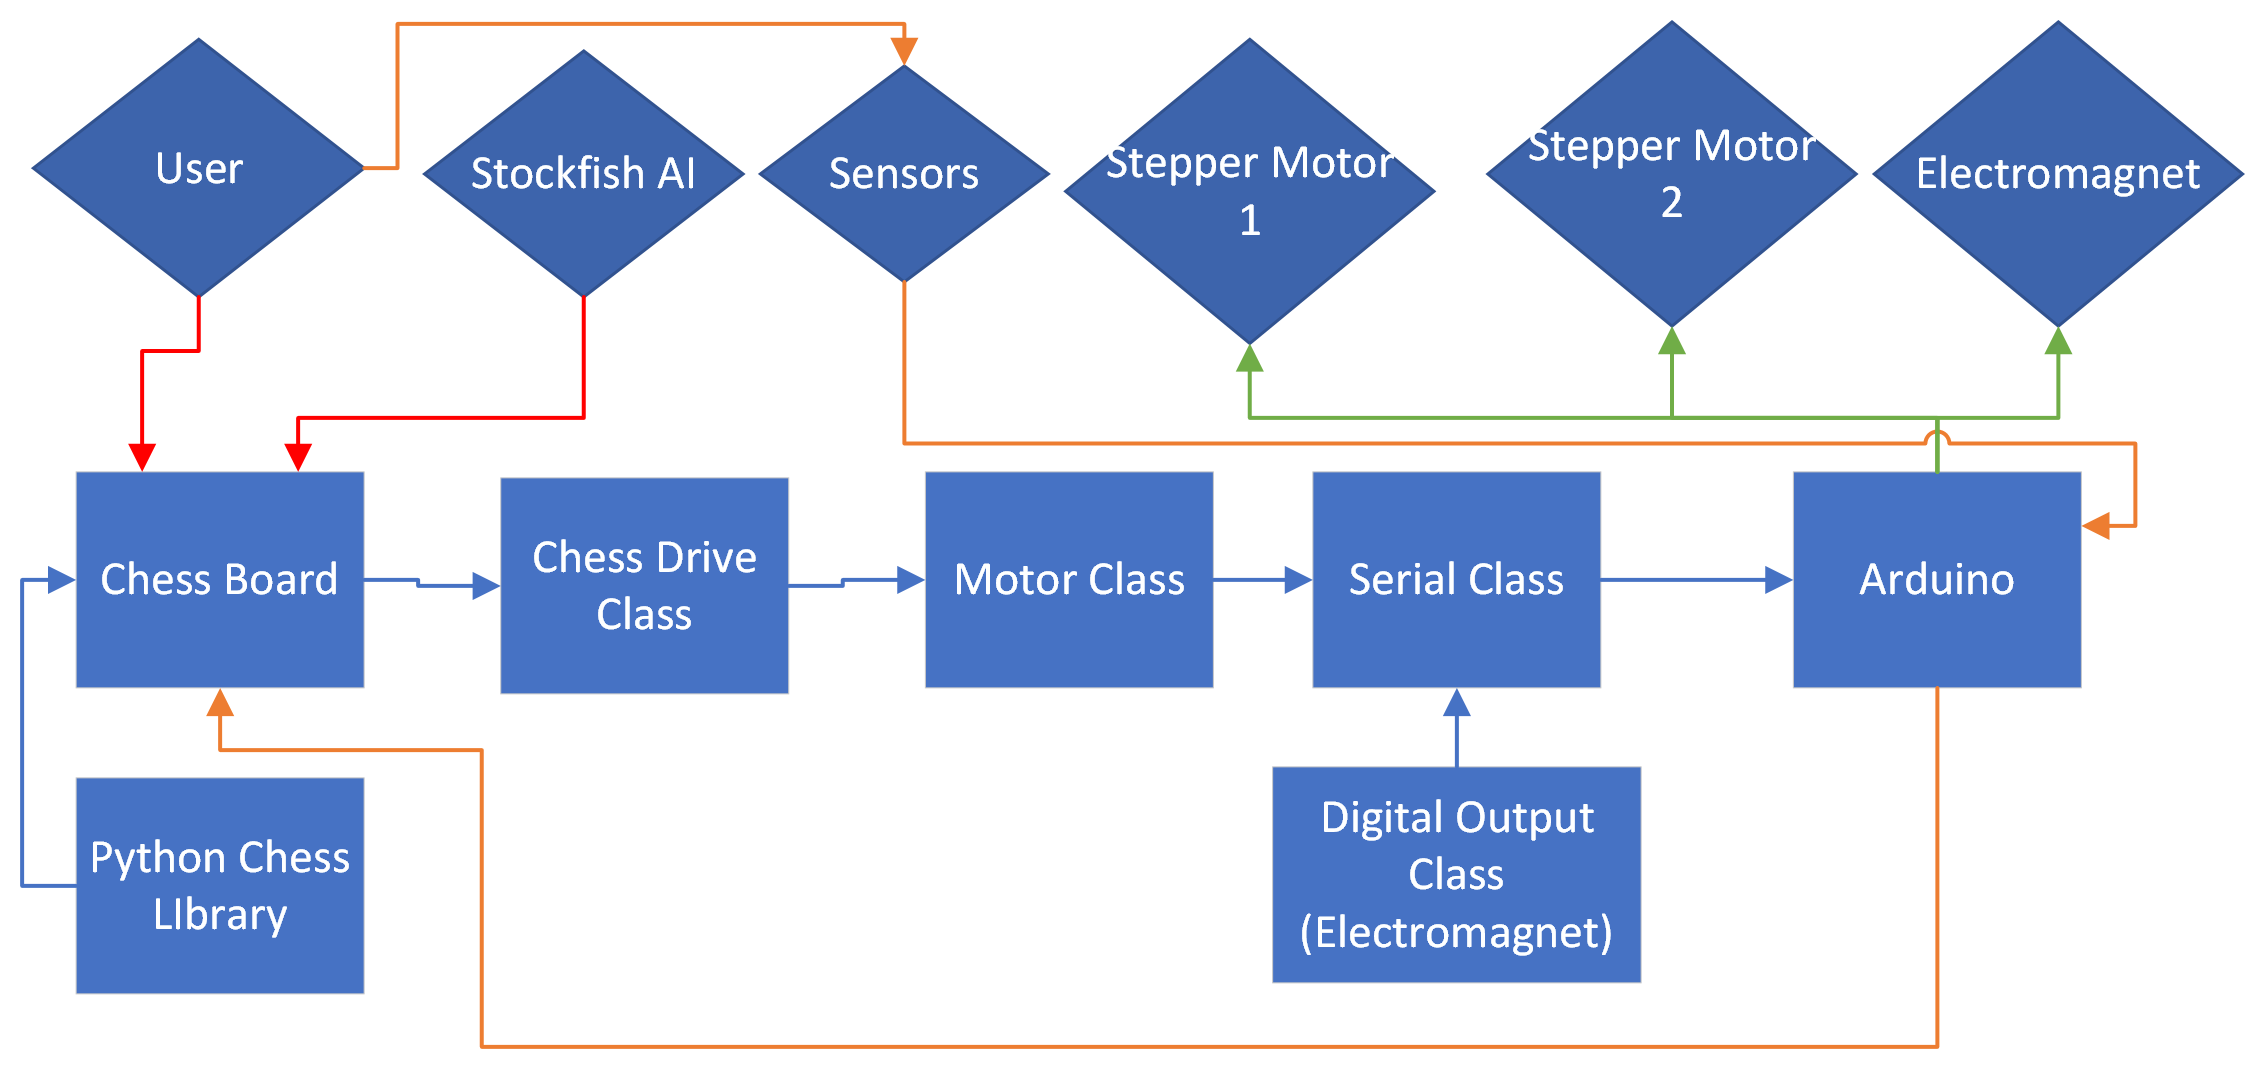 User
Stockfish AI
Sensors
Stepper Motor
1
Stepper Motor
2
Electromagnet
Chess Board
Chess Drive
Class
Motor Class
Serial Class
Arduino
Python Chess
LIbrary
Digital Output
Class
(Electromagnet)